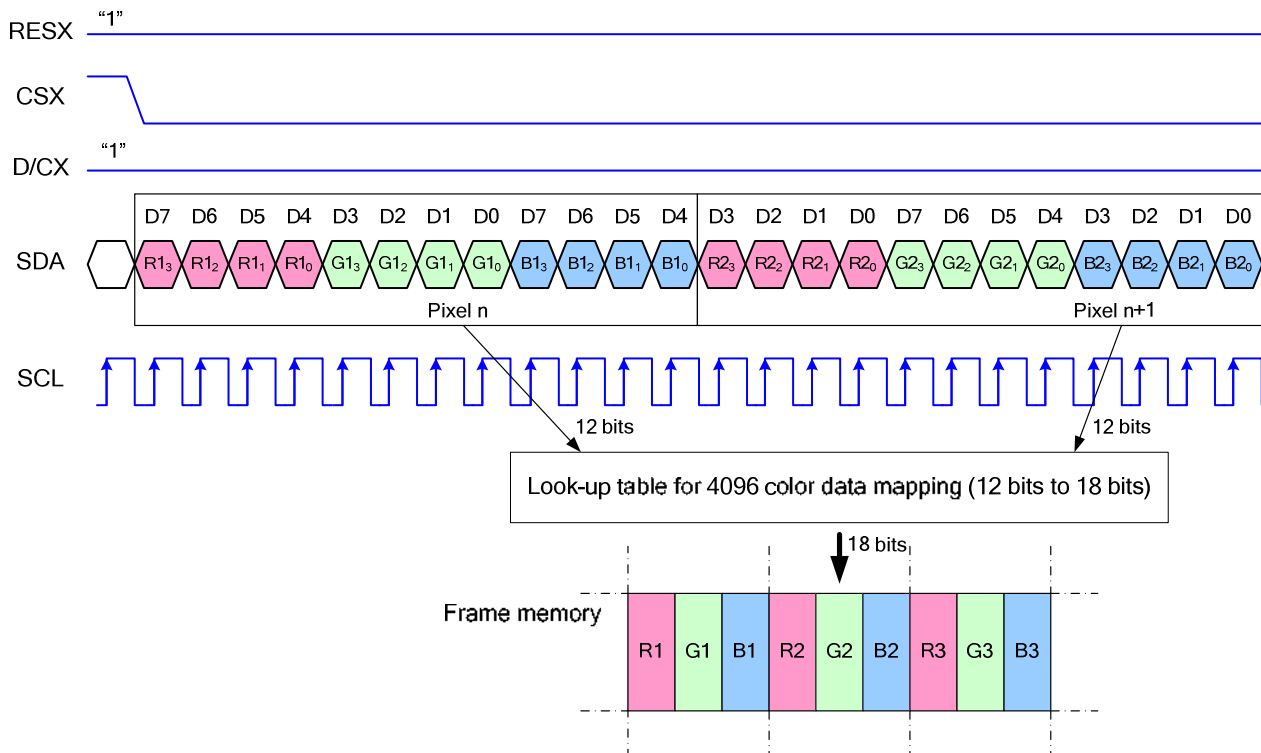 RESX “1”
CSX
D/CX “1”
D7 D6 D5 D4 D3 D2 D1 D0 D7 D6 D5 D4 D3 D2 D1 D0 D7 D6 D5 D4 D3 D2 D1 D0
SDA R1₃ R1₂ R1₁ R1₀ G1₃ G1₂ G1₁ G1₀ B1₃ B1₂ B1₁ B1₀ R2₃ R2₂ R2₁ R2₀ G2₃ G2₂ G2₁ G2₀ B2₃ B2₂ B2₁ B2₀
Pixel n Pixel n+1
SCL
12 bits 12 bits
Look-up table for 4096 color data mapping (12 bits to 18 bits)
18 bits
Frame memory
R1 G1 B1 R2 G2 B2 R3 G3 B3